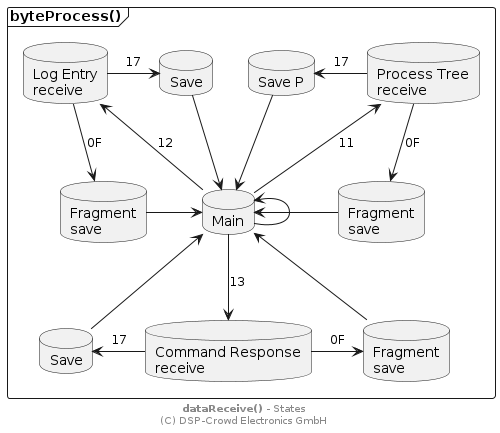 byteProcess()
Log Entry
receive
17
Save
Save P
17
Process Tree
receive
0F
12
11
0F
Fragment
save
Main
Fragment
save
13
Save
17
Command Response
receive
0F
Fragment
save
dataReceive() - States
(C) DSP-Crowd Electronics GmbH